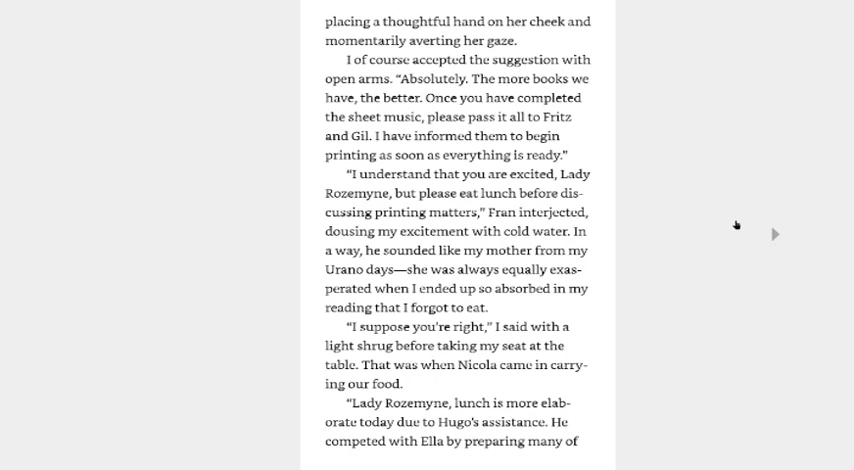 placing a thoughtful hand on her cheek and
momentarily averting her gaze.
I of course accepted the suggestion with
open arms. “Absolutely. The more books we
have, the better. Once you have completed
the sheet music, please pass it all to Fritz
and Gil. I have informed them to begin
printing as soon as everything is ready.”
“I understand that you are excited, Lady
Rozemyne, but please eat lunch before dis-
cussing printing matters,” Fran interjected,
dousing my excitement with cold water. In
a way, he sounded like my mother from my
Urano days—she was always equally exas-
perated when I ended up so absorbed in my
reading that I forgot to eat.
“I suppose you’re right,” I said with a
light shrug before taking my seat at the
table. That was when Nicola came in carry-
ing our food.
“Lady Rozemyne, lunch is more elab-
orate today due to Hugo’s assistance. He
competed with Ella by preparing many of